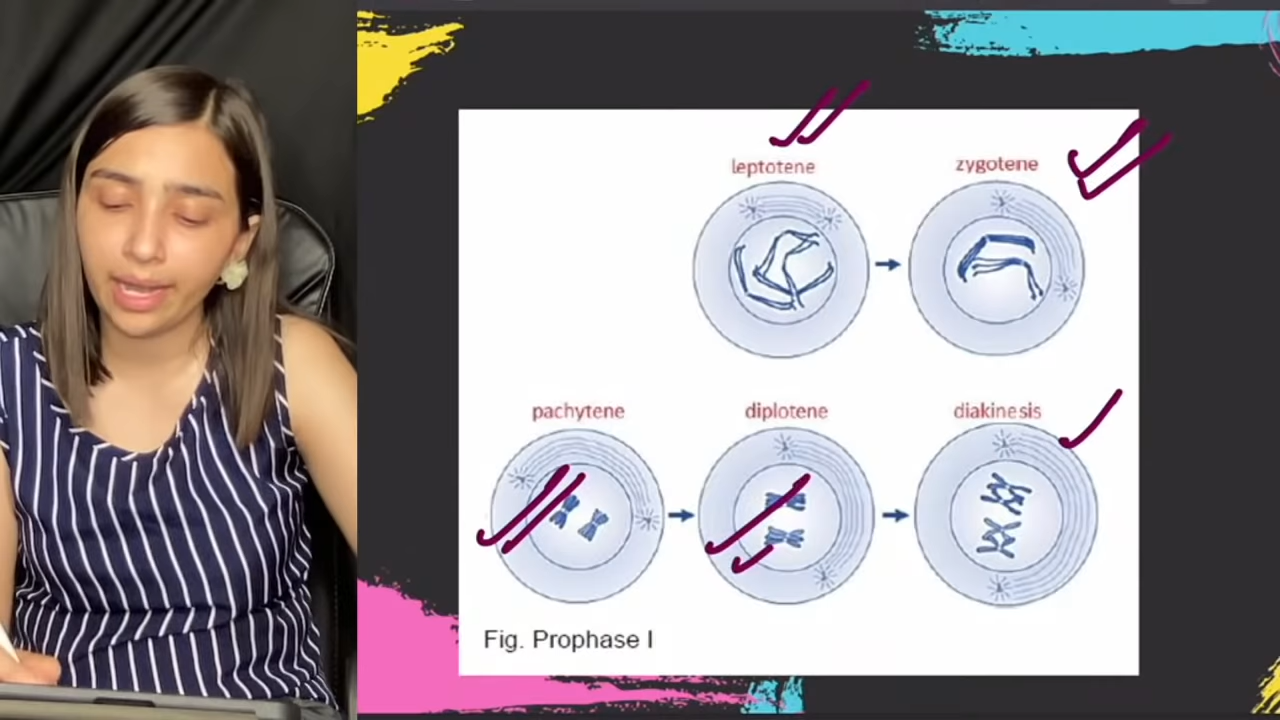 leptotene
zygotene
pachytene
diplotene
diakinesis
Fig. Prophase I